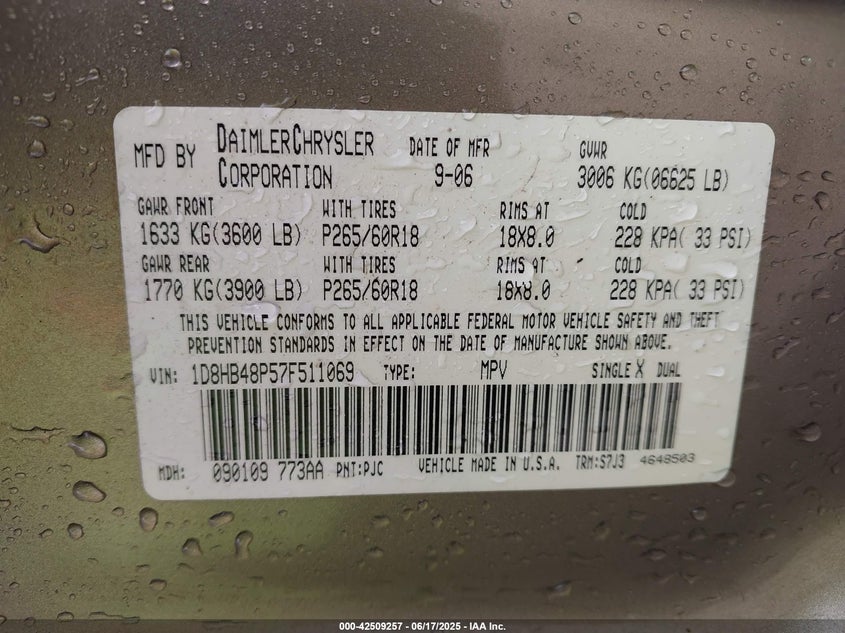 MFD BY DAIMLERCHRYSLER CORPORATION DATE OF MFR 9-06 GVWR 3006 KG(06625 LB)
GAWR FRONT WITH TIRES RIMS AT COLD
1633 KG(3600 LB) P265/60R18 18X8.0 228 KPA( 33 PSI)
GAWR REAR WITH TIRES RIMS AT COLD
1770 KG(3900 LB) P265/60R18 18X8.0 228 KPA( 33 PSI)
THIS VEHICLE CONFORMS TO ALL APPLICABLE FEDERAL MOTOR VEHICLE SAFETY AND THEFT
PREVENTION STANDARDS IN EFFECT ON THE DATE OF MANUFACTURE SHOWN ABOVE.
VIN: 1D8HB48P57F511069 TYPE: MPV SINGLE X DUAL
MDH: 090109 773AA PNT:PJC VEHICLE MADE IN U.S.A. TRM:S7J3 4648503
000-42509257 - 06/17/2025 - IAA Inc.